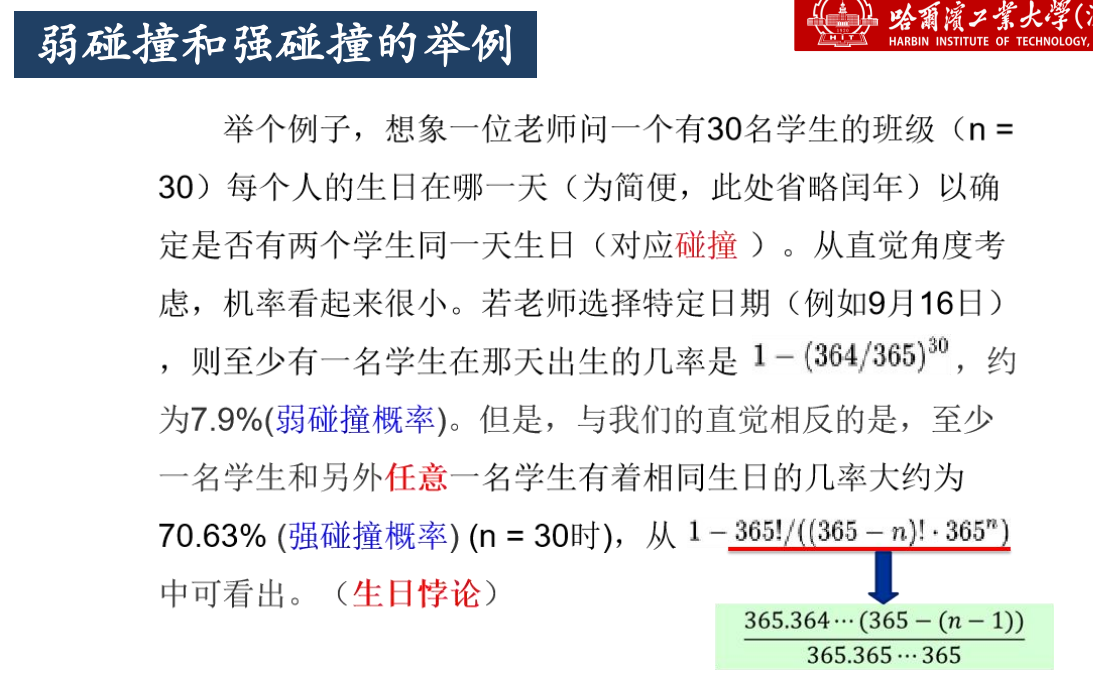 弱碰撞和强碰撞的举例
哈爾濱工業大學(
HARBIN INSTITUTE OF TECHNOLOGY,
HIT
1920
举个例子，想象一位老师问一个有30名学生的班级（n =
30）每个人的生日在哪一天（为简便，此处省略闰年）以确
定是否有两个学生同一天生日（对应碰撞 ）。从直觉角度考
虑，机率看起来很小。若老师选择特定日期（例如9月16日）
，则至少有一名学生在那天出生的几率是 1 − (364/365)^30 ，约
为7.9%(弱碰撞概率)。但是，与我们的直觉相反的是，至少
一名学生和另外任意一名学生有着相同生日的几率大约为
70.63% (强碰撞概率) (n = 30时)，从 1 − 365!/((365 − n)! · 365^n)
中可看出。（生日悖论）
365.364 ⋯ (365 − (n − 1))
365.365 ⋯ 365